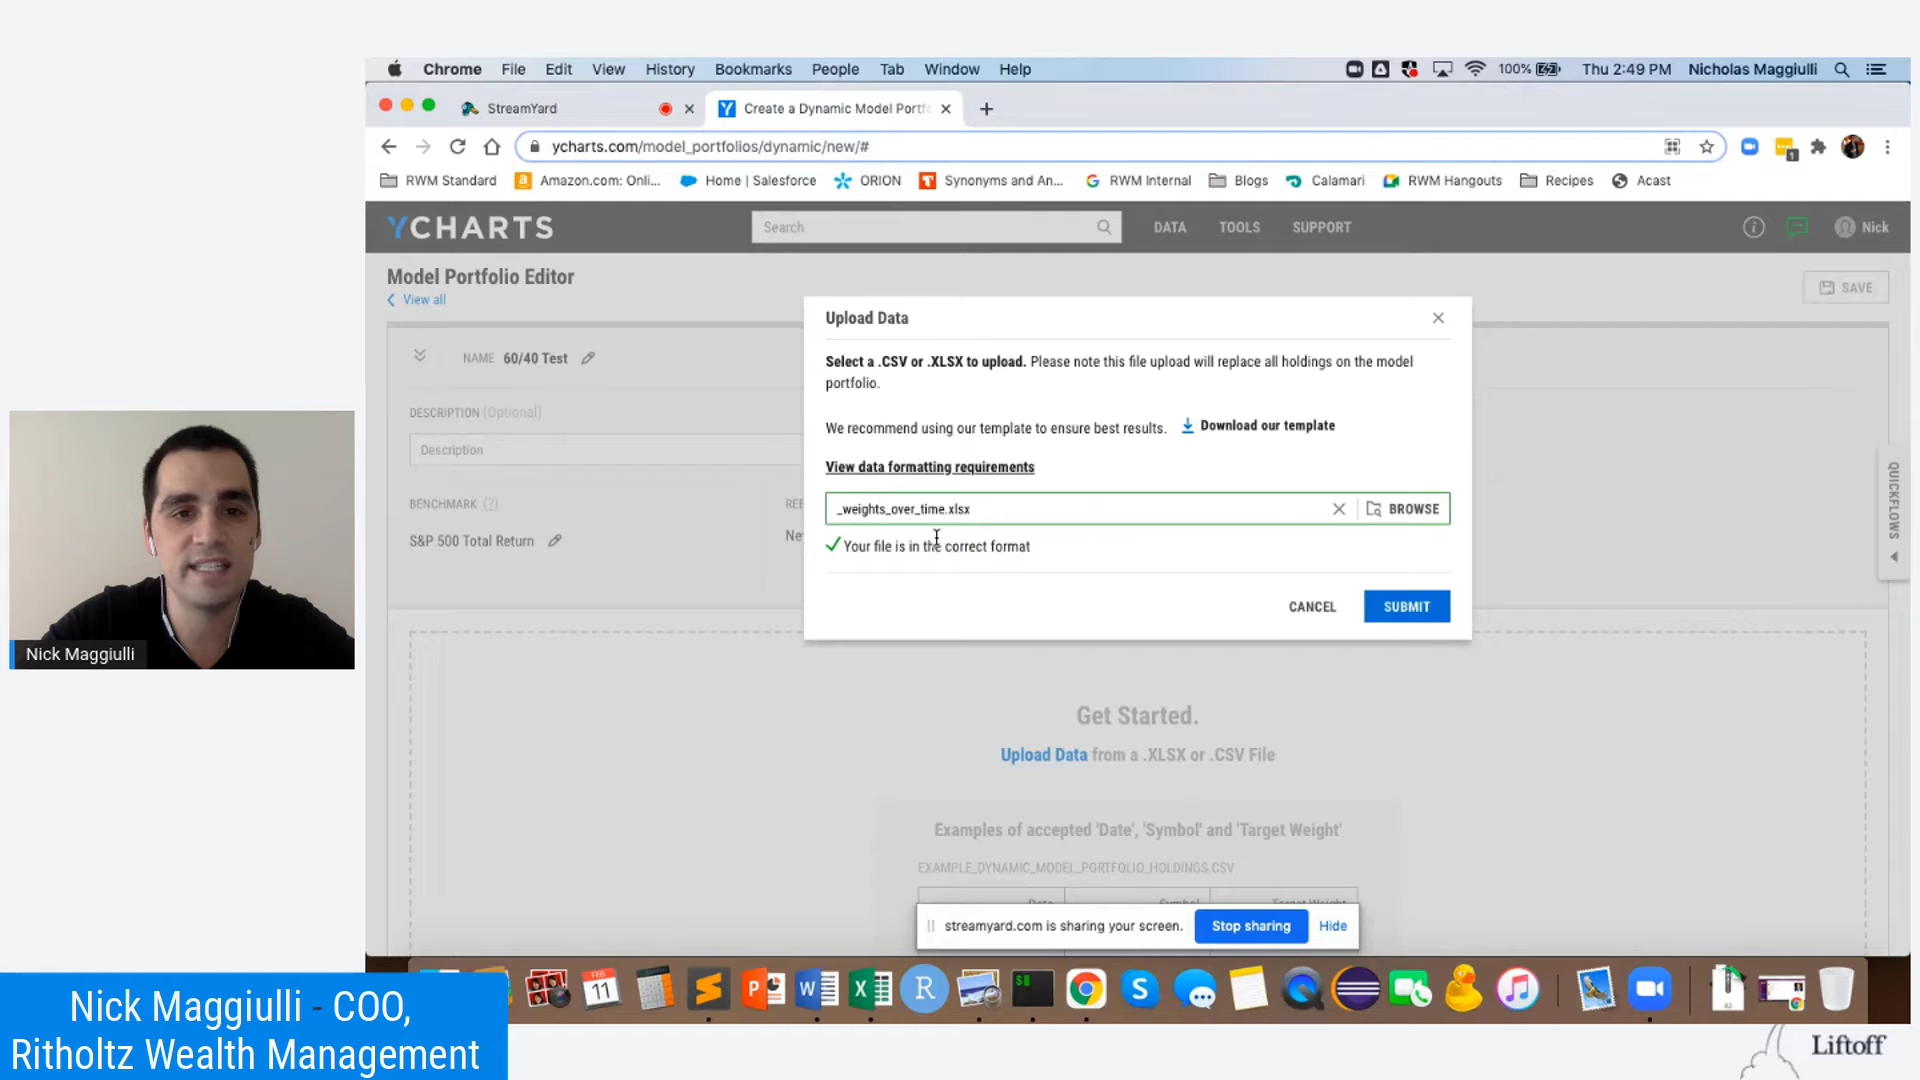 Chrome File Edit View History Bookmarks People Tab Window Help 100% Thu 2:49 PM Nicholas Maggiulli
StreamYard Create a Dynamic Model Portf
ycharts.com/model_portfolios/dynamic/new/#
RWM Standard Amazon.com: Onli... Home | Salesforce ORION Synonyms and An... RWM Internal Blogs Calamari RWM Hangouts Recipes Acast
YCHARTS Search DATA TOOLS SUPPORT Nick
Model Portfolio Editor
View all
SAVE
Upload Data
NAME 60/40 Test
Select a .CSV or .XLSX to upload. Please note this file upload will replace all holdings on the model
portfolio.
DESCRIPTION (Optional)
We recommend using our template to ensure best results. Download our template
Description
View data formatting requirements
BENCHMARK (?)
_weights_over_time.xlsx BROWSE
S&P 500 Total Return
Your file is in the correct format
QUICKFLOWS
CANCEL SUBMIT
Nick Maggiulli
Get Started.
Upload Data from a .XLSX or .CSV File
Examples of accepted 'Date', 'Symbol' and 'Target Weight'
EXAMPLE_DYNAMIC_MODEL_PORTFOLIO_HOLDINGS.CSV
Date Symbol Target Weight
streamyard.com is sharing your screen. Stop sharing Hide
FEB
11
Nick Maggiulli - COO,
Ritholtz Wealth Management
Liftoff